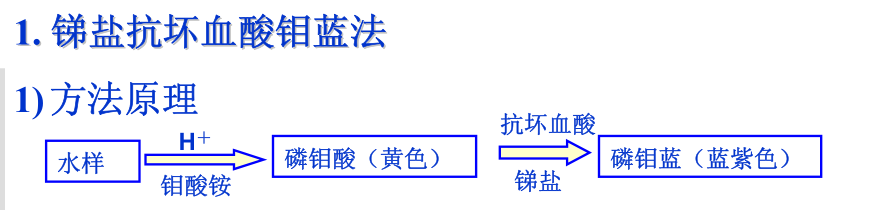 1. 锑盐抗坏血酸钼蓝法
1) 方法原理
水样
H⁺
钼酸铵
磷钼酸（黄色）
抗坏血酸
锑盐
磷钼蓝（蓝紫色）